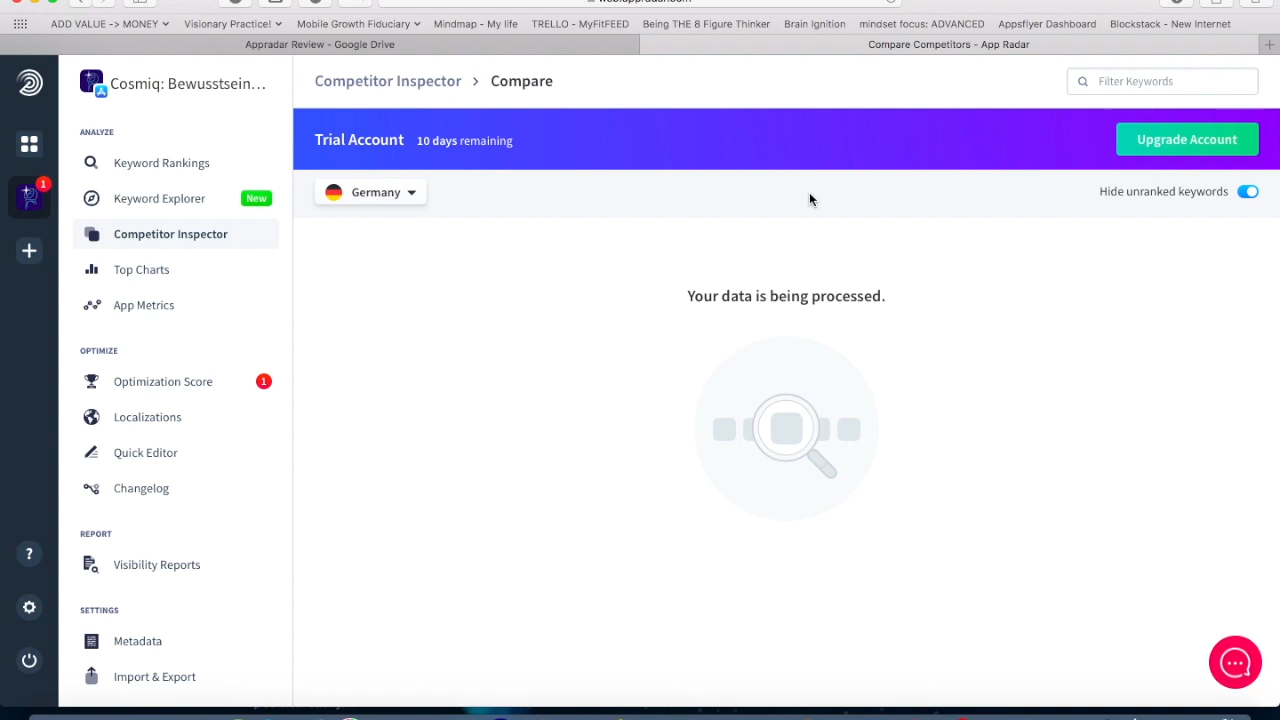 web.appradar.com
ADD VALUE -> MONEY
Visionary Practice!
Mobile Growth Fiduciary
Mindmap - My life
TRELLO - MyFitFEED
Being THE 8 Figure Thinker
Brain Ignition
mindset focus: ADVANCED
Appsflyer Dashboard
Blockstack - New Internet
Appradar Review - Google Drive
Compare Competitors - App Radar
Cosmiq: Bewusstsein...
Competitor Inspector > Compare
Filter Keywords
Trial Account 10 days remaining
Upgrade Account
Germany
Hide unranked keywords
1
ANALYZE
Keyword Rankings
Keyword Explorer New
Competitor Inspector
Top Charts
App Metrics
OPTIMIZE
Optimization Score 1
Localizations
Quick Editor
Changelog
REPORT
Visibility Reports
SETTINGS
Metadata
Import & Export
?
Your data is being processed.